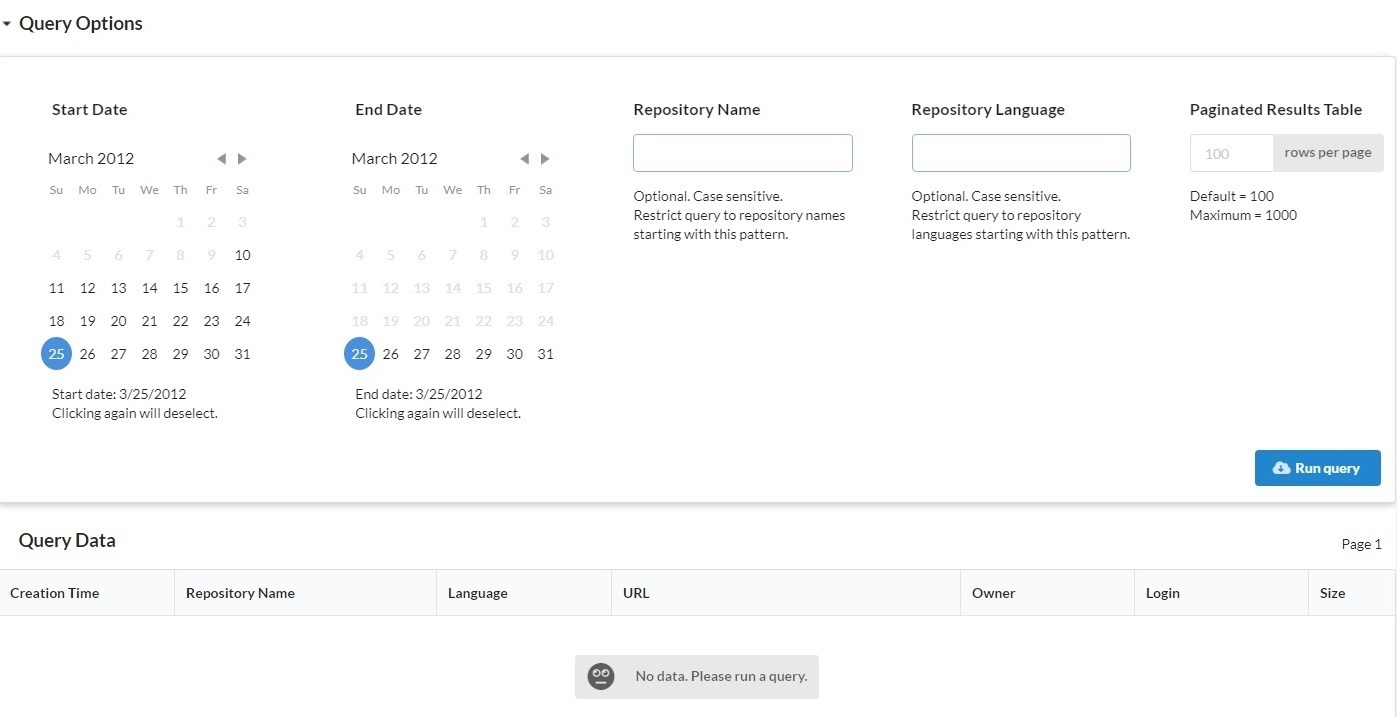 Query Options
Start Date
March 2012
Su Mo Tu We Th Fr Sa
1 2 3
4 5 6 7 8 9 10
11 12 13 14 15 16 17
18 19 20 21 22 23 24
25 26 27 28 29 30 31
Start date: 3/25/2012
Clicking again will deselect.
End Date
March 2012
Su Mo Tu We Th Fr Sa
1 2 3
4 5 6 7 8 9 10
11 12 13 14 15 16 17
18 19 20 21 22 23 24
25 26 27 28 29 30 31
End date: 3/25/2012
Clicking again will deselect.
Repository Name
Optional. Case sensitive.
Restrict query to repository names
starting with this pattern.
Repository Language
Optional. Case sensitive.
Restrict query to repository
languages starting with this pattern.
Paginated Results Table
100 rows per page
Default = 100
Maximum = 1000
Run query
Query Data
Page 1
Creation Time Repository Name Language URL Owner Login Size
No data. Please run a query.